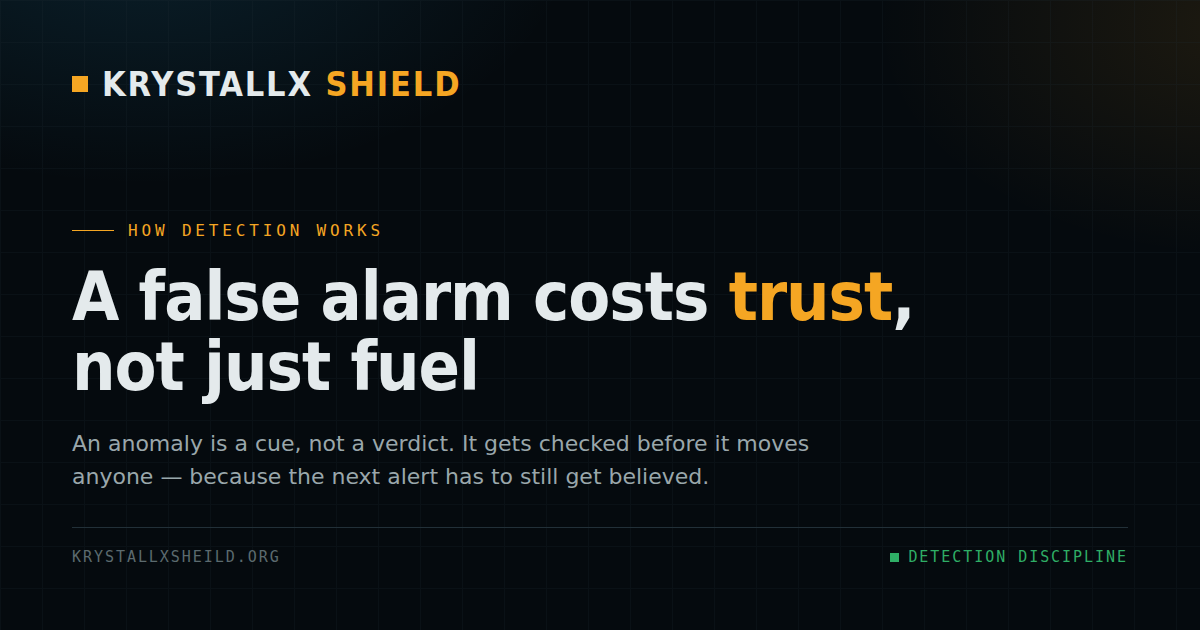 KRYSTALLX SHIELD
HOW DETECTION WORKS
A false alarm costs trust,
not just fuel
An anomaly is a cue, not a verdict. It gets checked before it moves
anyone — because the next alert has to still get believed.
KRYSTALLXSHEILD.ORG
DETECTION DISCIPLINE